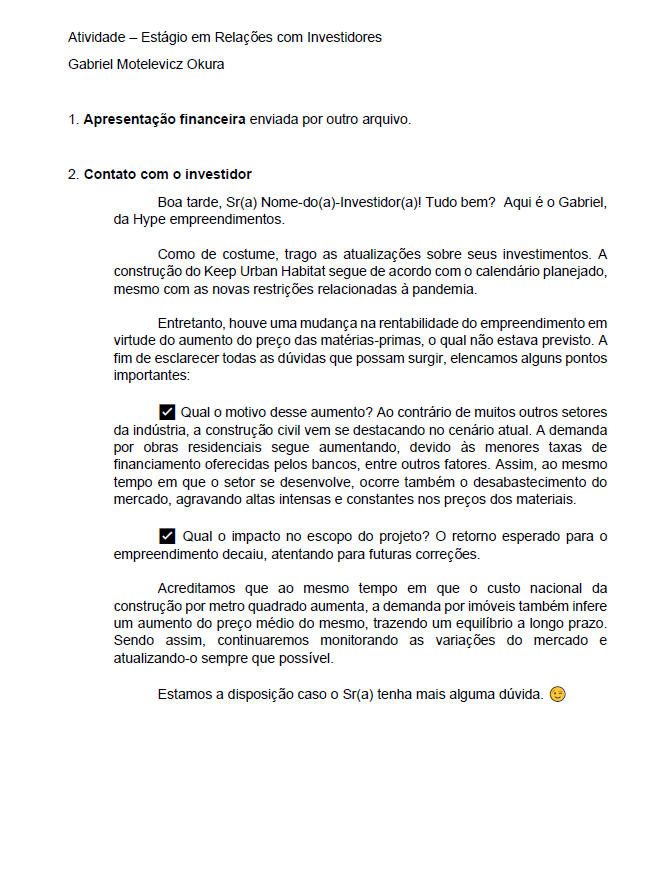 Atividade – Estágio em Relações com Investidores
Gabriel Motelevicz Okura
1. Apresentação financeira enviada por outro arquivo.
2. Contato com o investidor
Boa tarde, Sr(a) Nome-do(a)-Investidor(a)! Tudo bem? Aqui é o Gabriel,
da Hype empreendimentos.
Como de costume, trago as atualizações sobre seus investimentos. A
construção do Keep Urban Habitat segue de acordo com o calendário planejado,
mesmo com as novas restrições relacionadas à pandemia.
Entretanto, houve uma mudança na rentabilidade do empreendimento em
virtude do aumento do preço das matérias-primas, o qual não estava previsto. A
fim de esclarecer todas as dúvidas que possam surgir, elencamos alguns pontos
importantes:
☑ Qual o motivo desse aumento? Ao contrário de muitos outros setores
da indústria, a construção civil vem se destacando no cenário atual. A demanda
por obras residenciais segue aumentando, devido às menores taxas de
financiamento oferecidas pelos bancos, entre outros fatores. Assim, ao mesmo
tempo em que o setor se desenvolve, ocorre também o desabastecimento do
mercado, agravando altas intensas e constantes nos preços dos materiais.
☑ Qual o impacto no escopo do projeto? O retorno esperado para o
empreendimento decaiu, atentando para futuras correções.
Acreditamos que ao mesmo tempo em que o custo nacional da
construção por metro quadrado aumenta, a demanda por imóveis também infere
um aumento do preço médio do mesmo, trazendo um equilíbrio a longo prazo.
Sendo assim, continuaremos monitorando as variações do mercado e
atualizando-o sempre que possível.
Estamos a disposição caso o Sr(a) tenha mais alguma dúvida. 😉